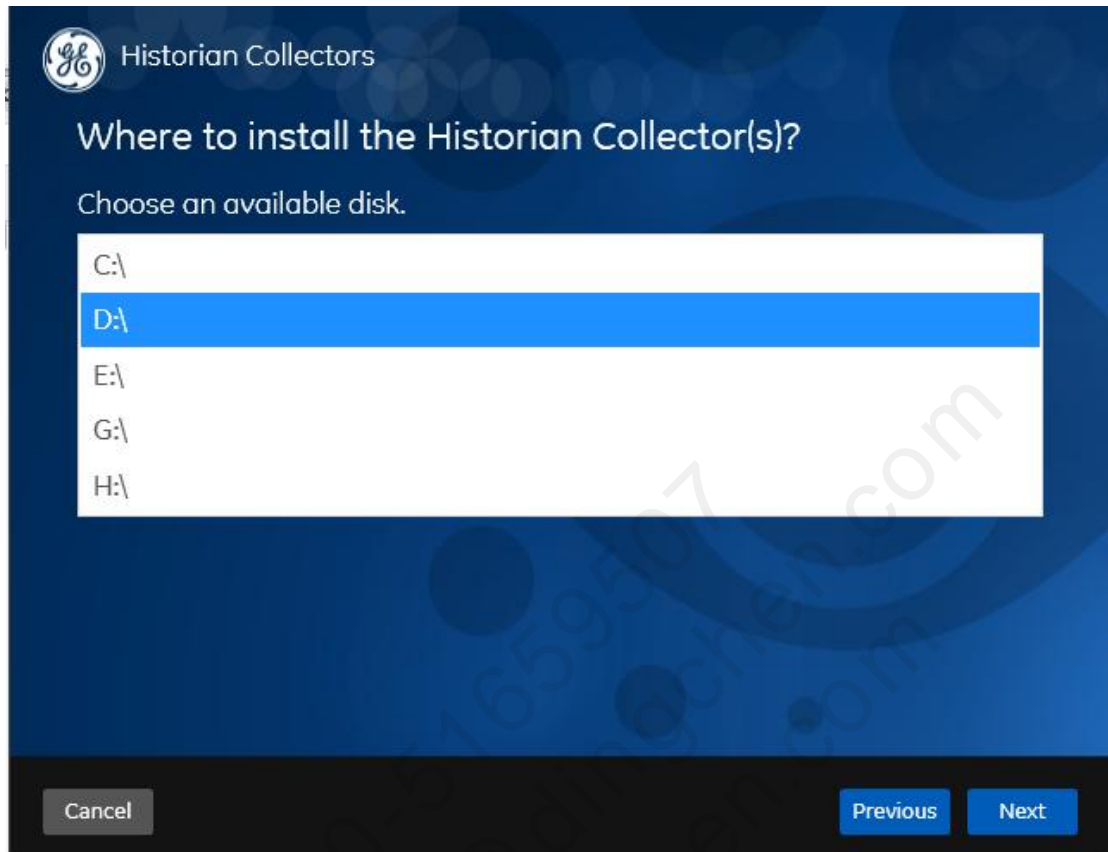 Historian Collectors
Where to install the Historian Collector(s)?
Choose an available disk.
C:\
D:\
E:\
G:\
H:\
Cancel
Previous
Next